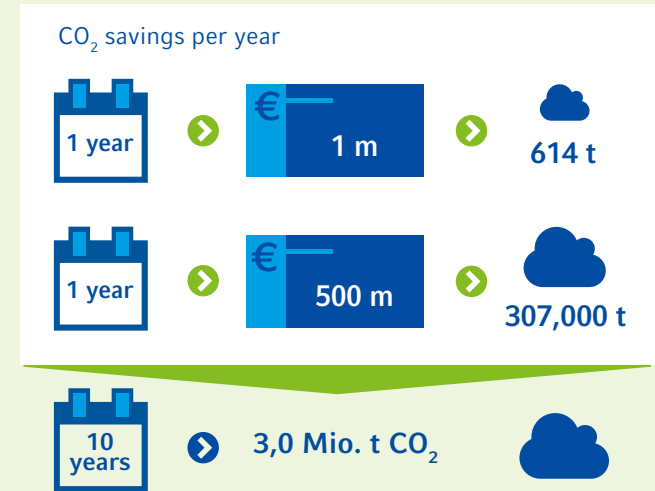 CO₂ savings per year
1 year
€
1 m
614 t
1 year
€
500 m
307,000 t
10
years
3,0 Mio. t CO₂